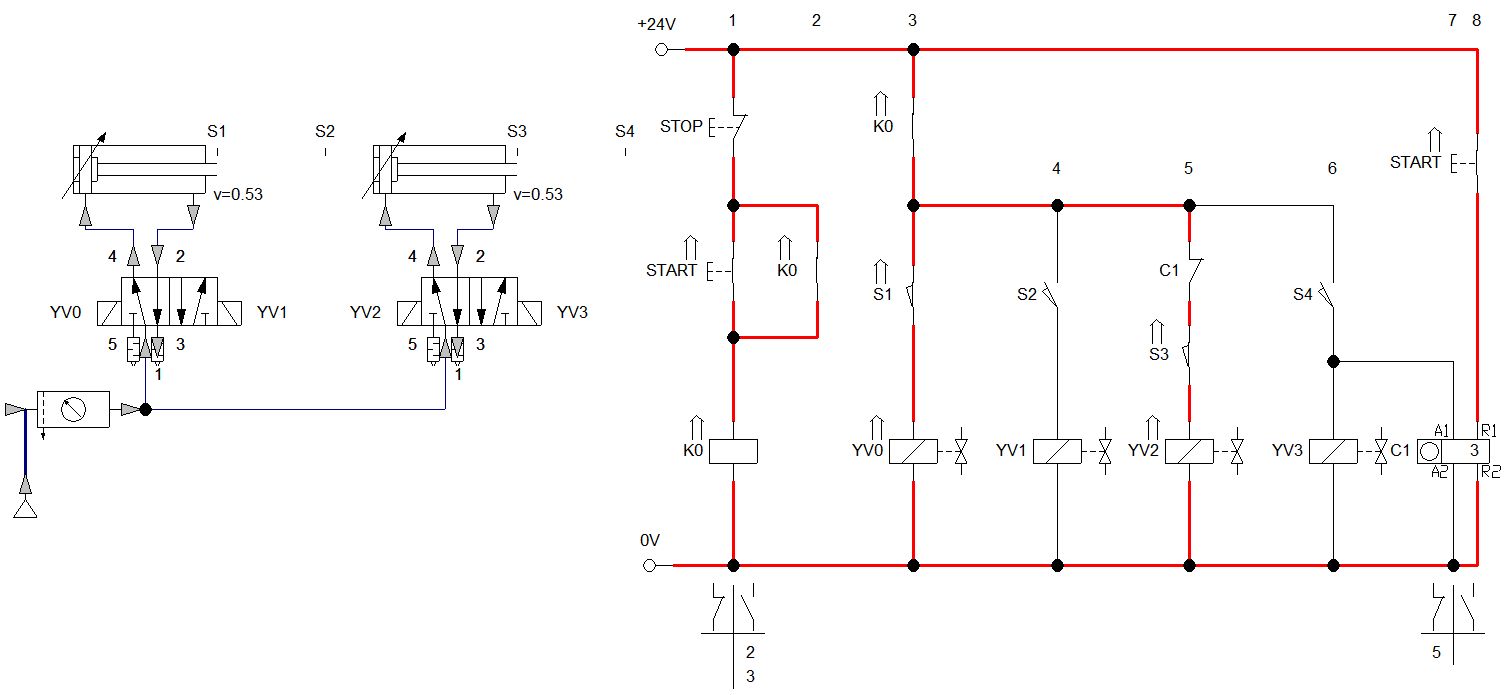 +24V 1 2 3 7 8
S1 S2 S3 S4 STOP K0 START
v=0.53 v=0.53 4 5 6
4 2 4 2 START K0 C1
YV0 YV1 YV2 YV3 S1 S2 S4
5 3 5 3 S3
1 1
K0 YV0 YV1 YV2 YV3 C1 A1 R1 3
A2 R2
0V
2 5
3